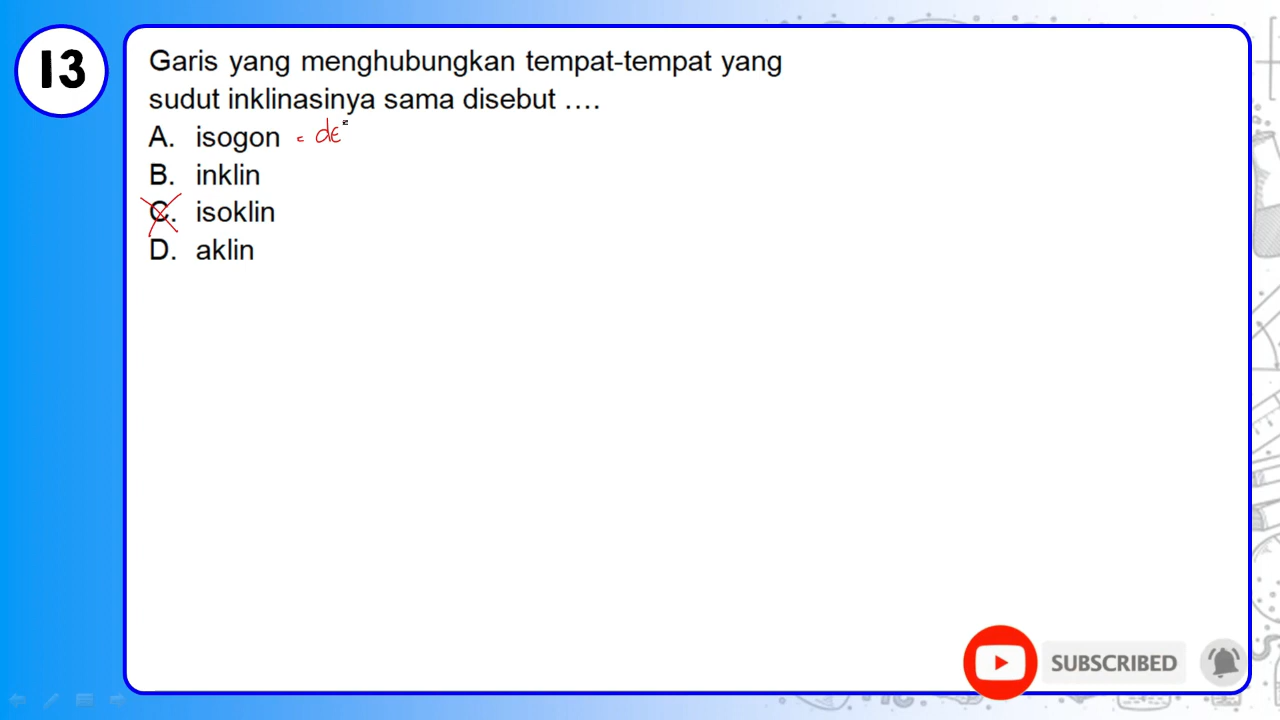 13
Garis yang menghubungkan tempat-tempat yang
sudut inklinasinya sama disebut ....
A. isogon = de
B. inklin
C. isoklin
D. aklin
SUBSCRIBED